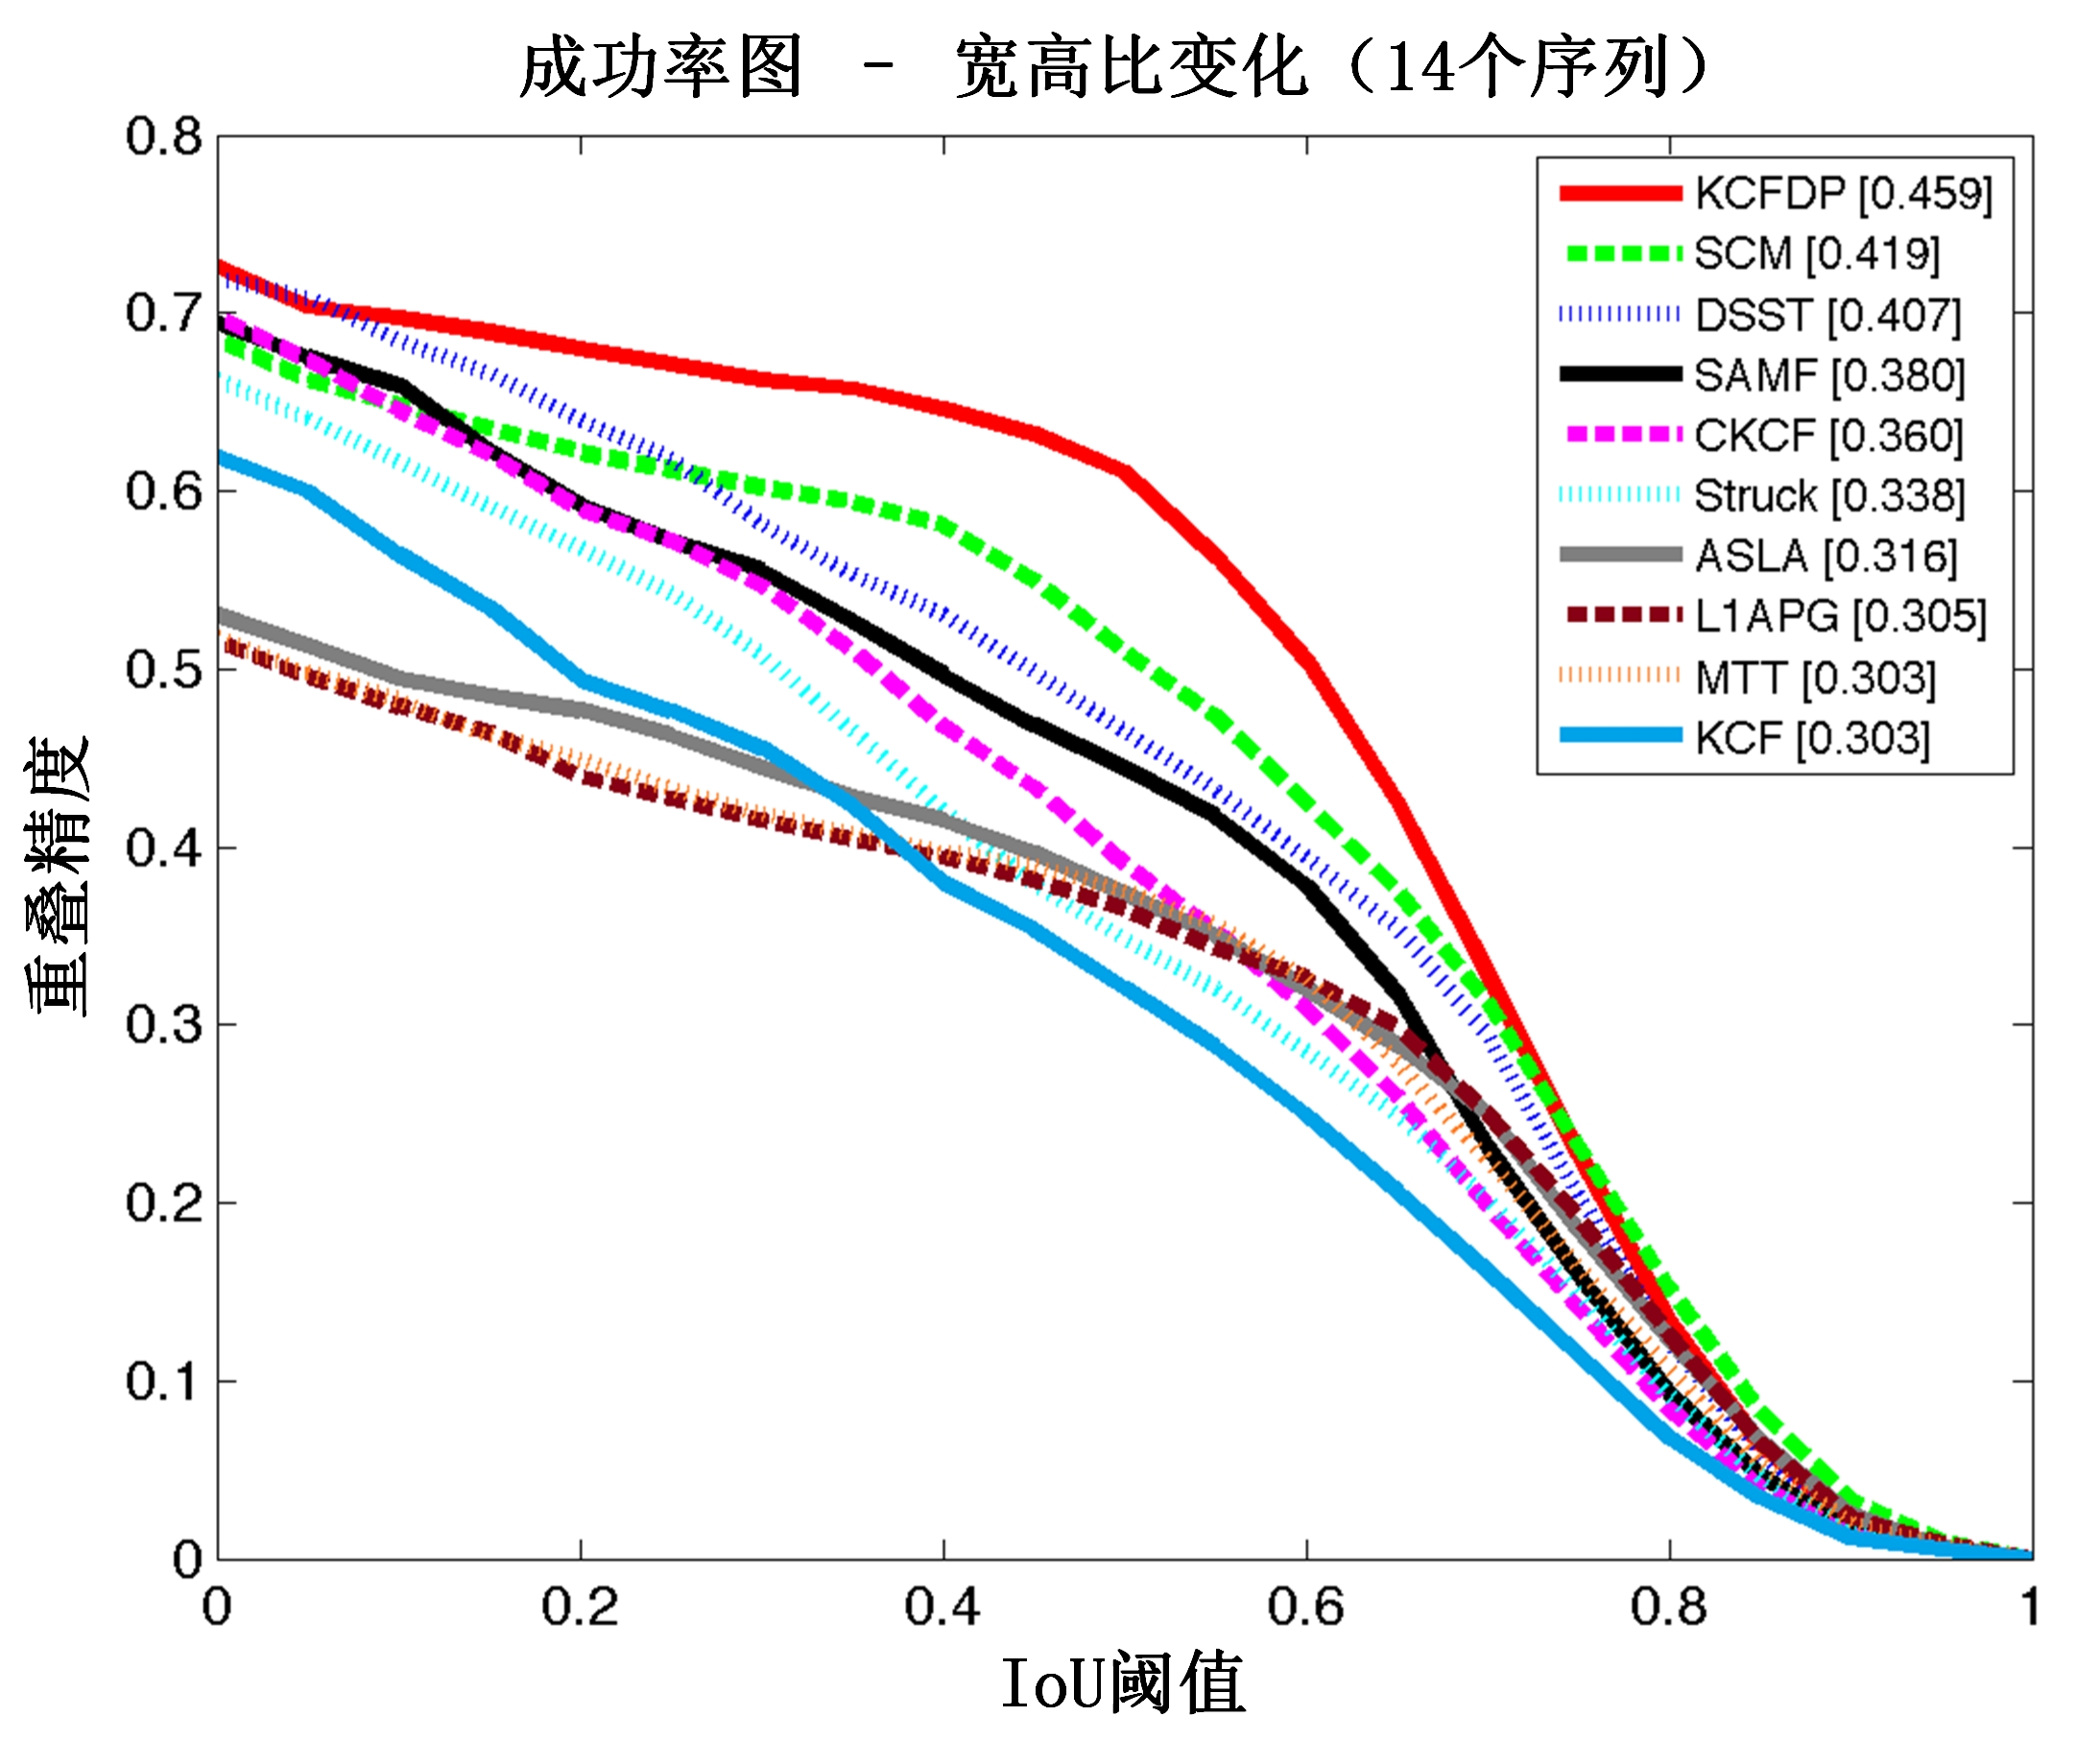 成功率图 - 宽高比变化（14个序列）
0.8
0.7
0.6
0.5
0.4
0.3
0.2
0.1
0
重叠精度
KCFDP [0.459]
SCM [0.419]
DSST [0.407]
SAMF [0.380]
CKCF [0.360]
Struck [0.338]
ASLA [0.316]
L1APG [0.305]
MTT [0.303]
KCF [0.303]
0 0.2 0.4 0.6 0.8 1
IoU阈值